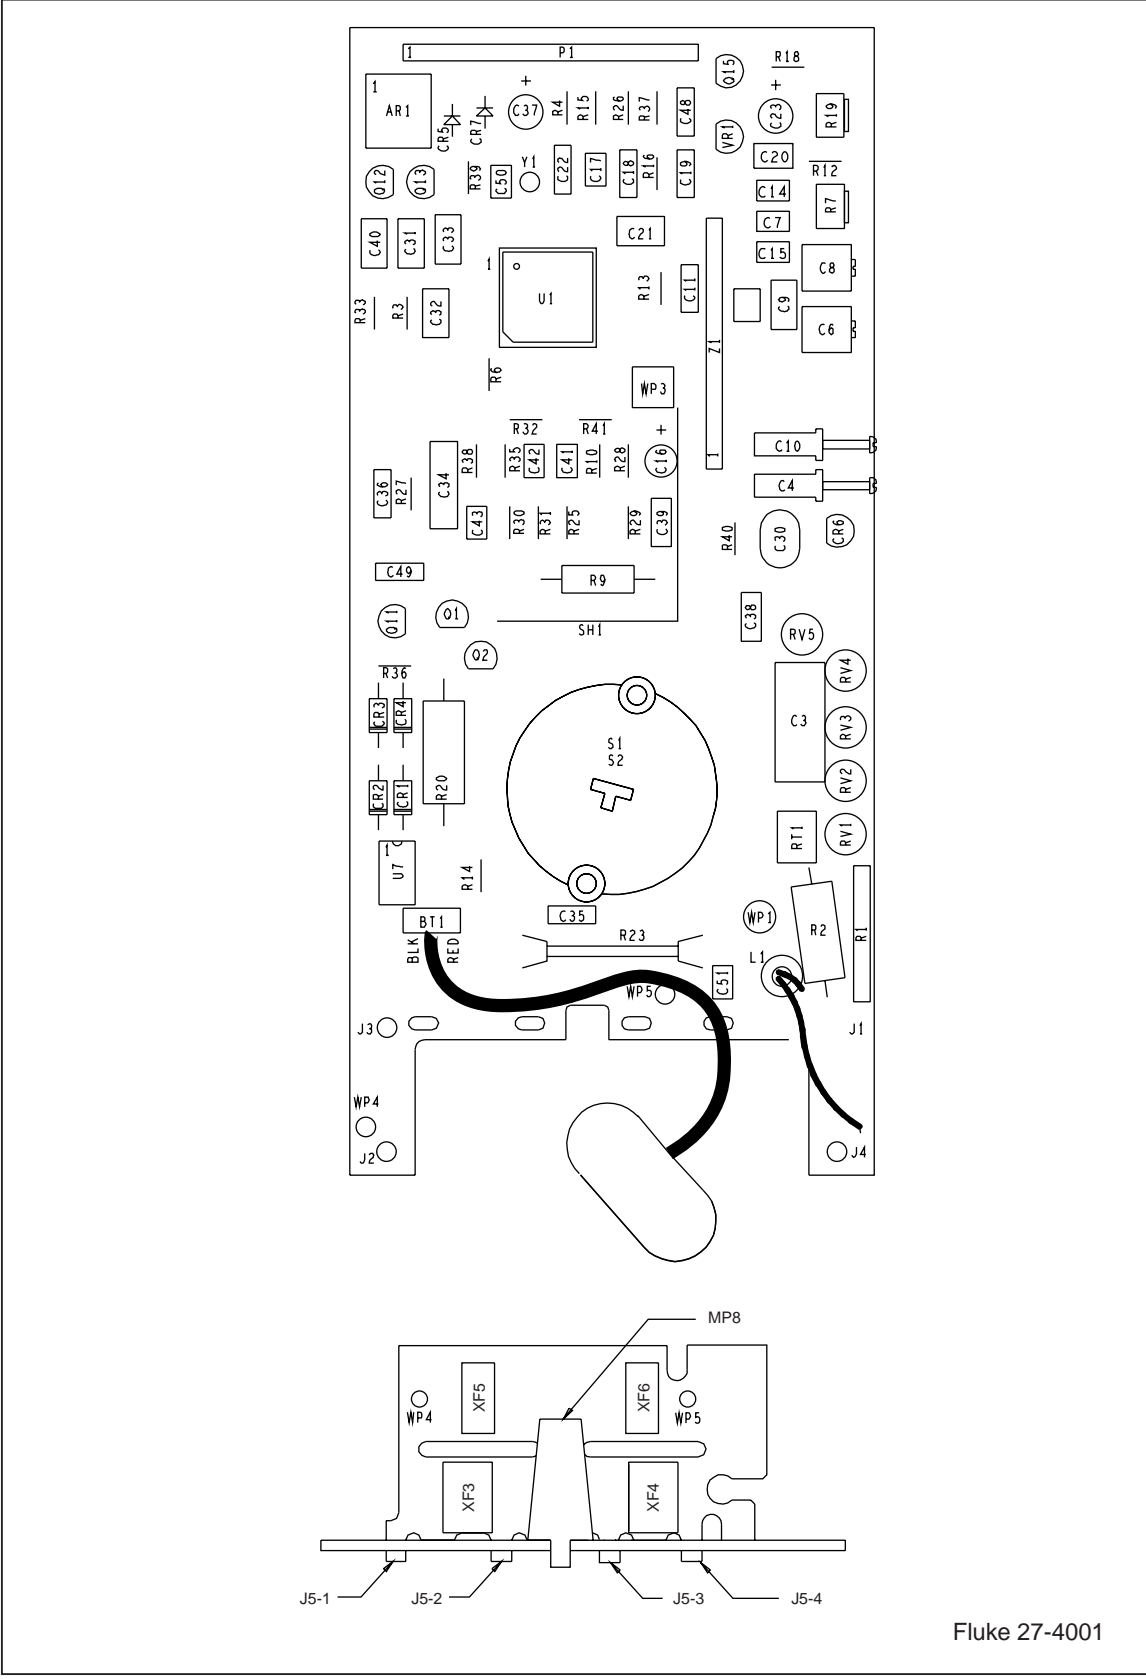 1 P1
Q15
R18
1
AR1
CR5
CR7
+
C37
R4
R15
R26
R37
C48
VR1
+
C23
R19
Q12
Q13
R39
C50
Y1
C22
C17
C18
R16
C19
C20
C14
C7
C15
R12
R7
C40
C31
C33
C21
C8
R33
R3
C32
1
U1
R13
C11
Z1
1
C9
C6
R6
WP3
R32
R41
+
C16
C10
C4
R38
R35
C42
C41
R10
R28
C36
R27
C34
C43
R30
R31
R25
R29
C39
R40
C30
CR6
C49
R9
Q11
Q1
SH1
C38
RV5
Q2
R36
RV4
CR3
CR4
R20
S1
S2
C3
RV3
CR2
CR1
RV2
1
U7
R14
RT1
RV1
BT1
BLK
RED
C35
R23
WP1
R2
R1
L1
C51
WP5
J3
J1
WP4
J2
J4
MP8
XF5
XF6
WP4
WP5
XF3
XF4
J5-1
J5-2
J5-3
J5-4
Fluke 27-4001